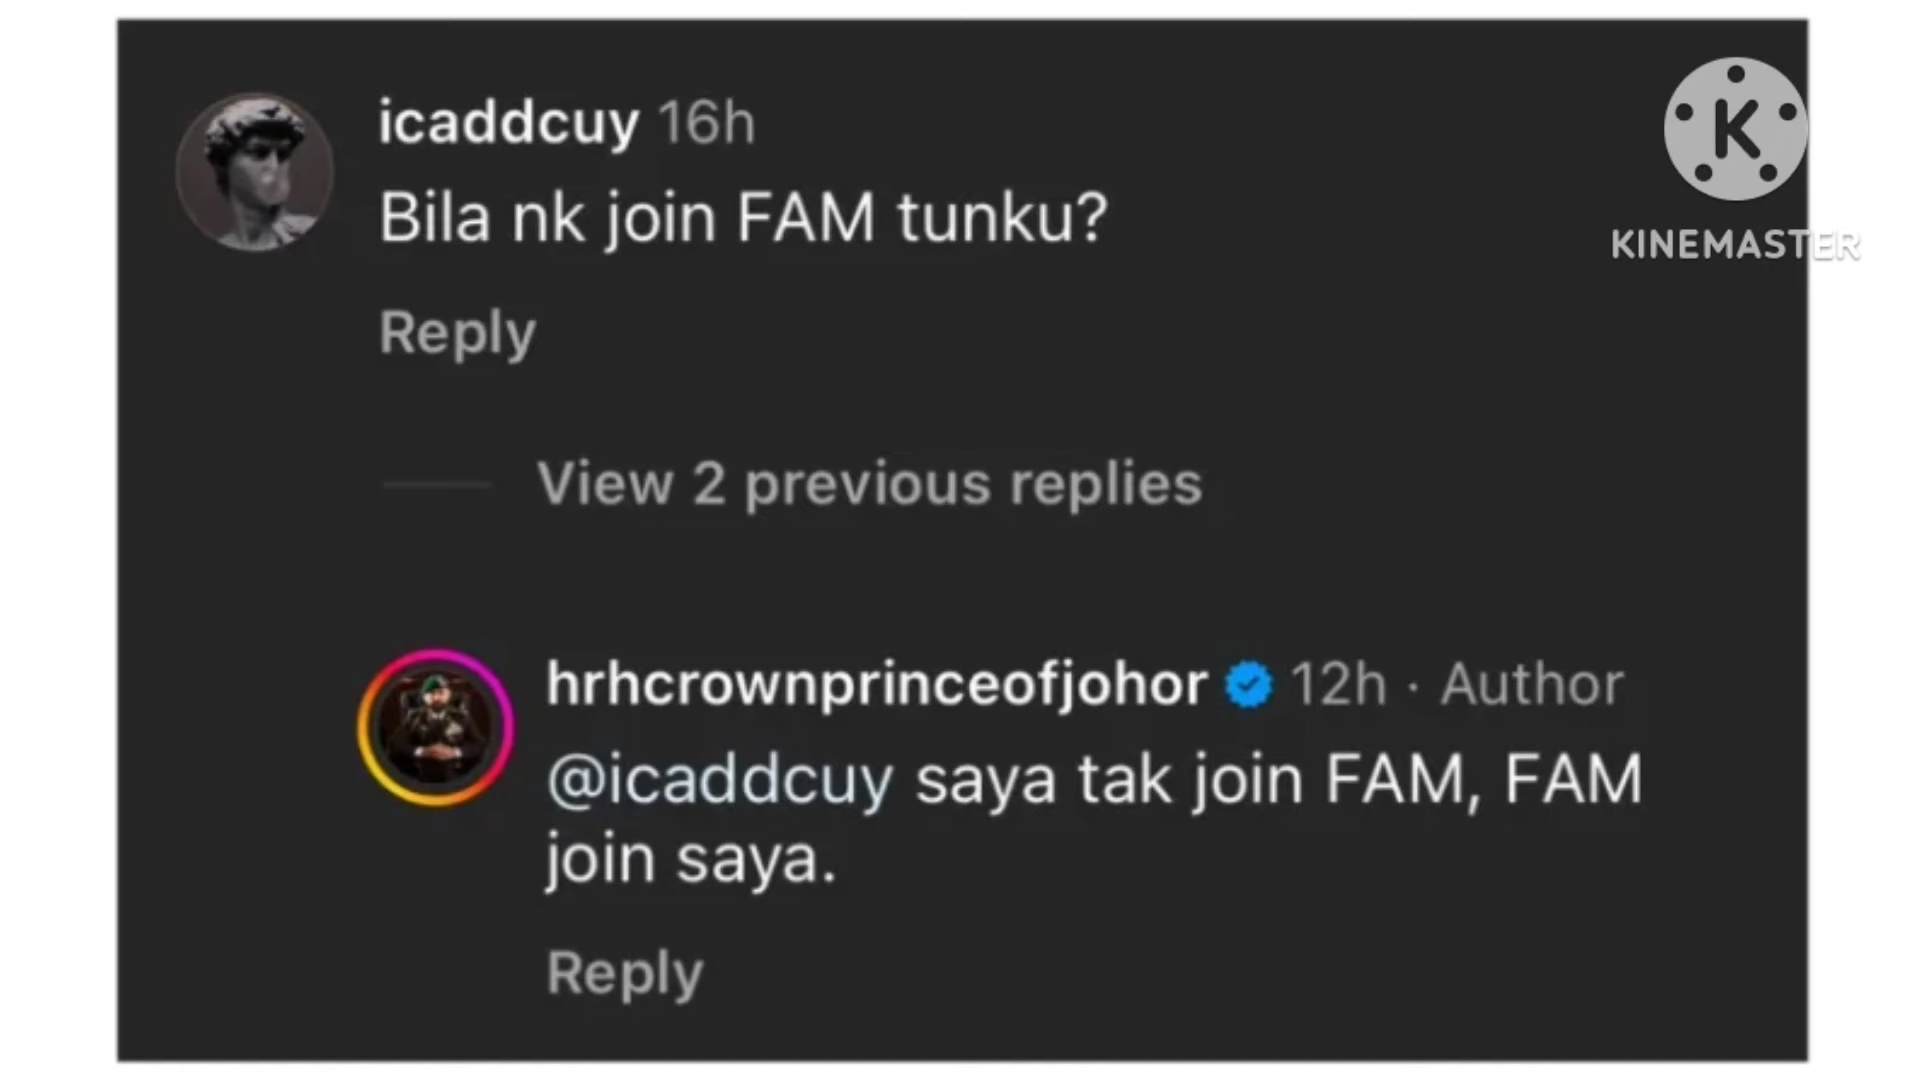 icaddcuy 16h
Bila nk join FAM tunku?
Reply
View 2 previous replies
hrhcrownprinceofjohor 12h · Author
@icaddcuy saya tak join FAM, FAM
join saya.
Reply
K
KINEMASTER